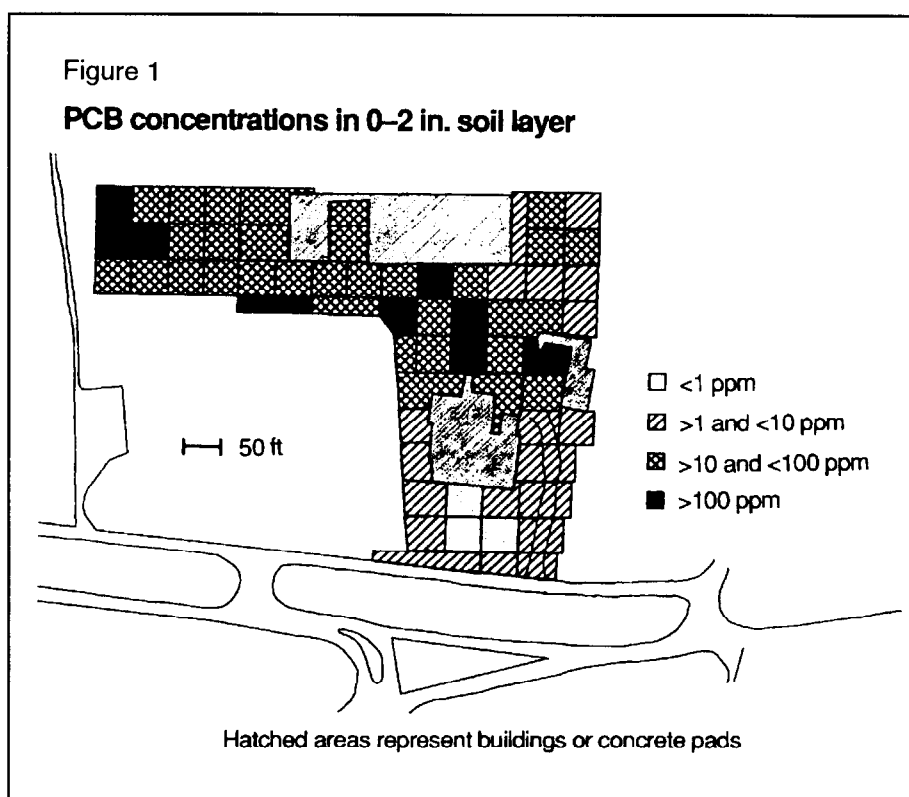 Figure 1
PCB concentrations in 0–2 in. soil layer
50 ft
<1 ppm
>1 and <10 ppm
>10 and <100 ppm
>100 ppm
Hatched areas represent buildings or concrete pads